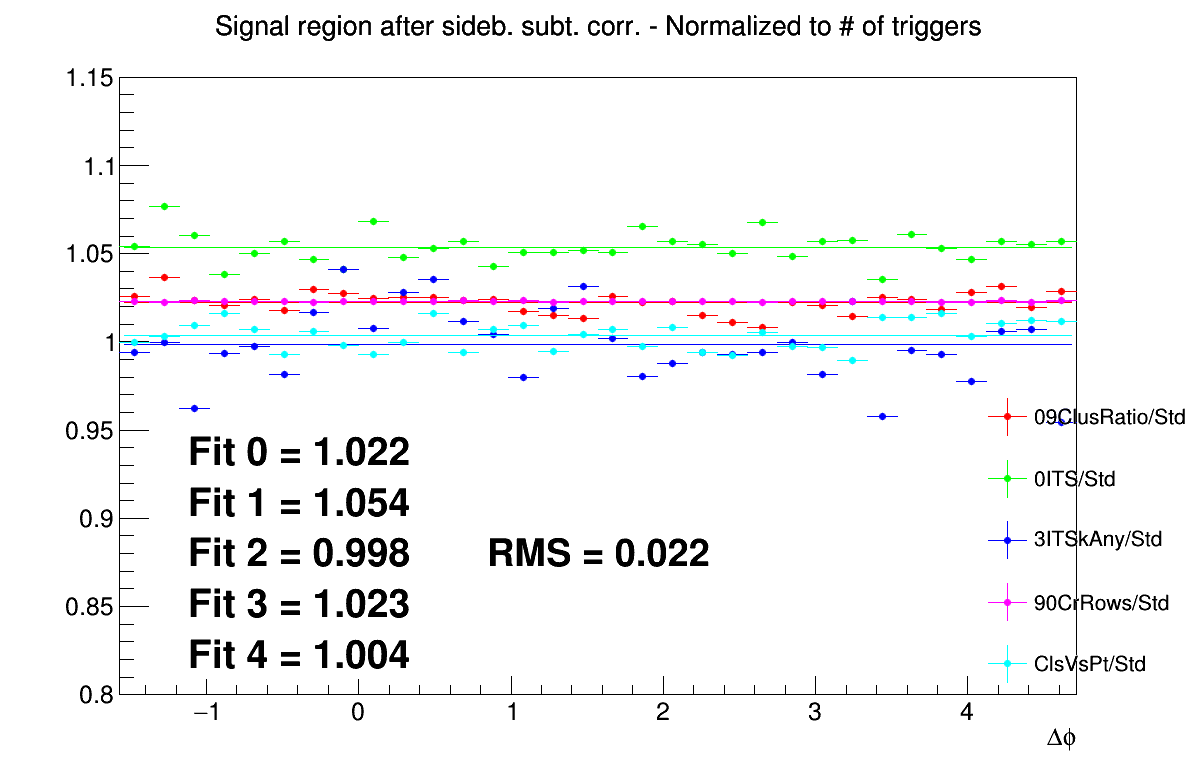 Signal region after sideb. subt. corr. - Normalized to # of triggers
1.15
1.1
1.05
1
0.95
0.9
0.85
0.8
09ClusRatio/Std
0ITS/Std
3ITSkAny/Std
90CrRows/Std
ClsVsPt/Std
Fit 0 = 1.022
Fit 1 = 1.054
Fit 2 = 0.998
RMS = 0.022
Fit 3 = 1.023
Fit 4 = 1.004
−1 0 1 2 3 4
Δϕ